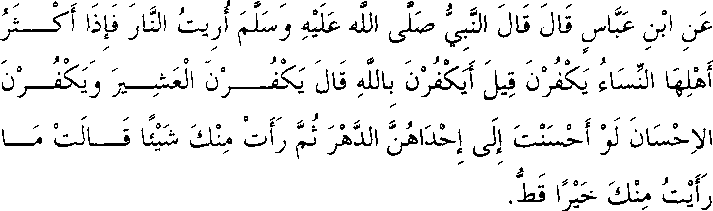 عَنِ ابْنِ عَبَّاسٍ قَالَ قَالَ النَّبِيُّ صَلَّى اللَّه عَلَيْهِ وَسَلَّمَ أُرِيتُ النَّارَ فَإِذَا أَكْثَرُ
أَهْلِهَا النِّسَاءُ يَكْفُرْنَ قِيلَ أَيَكْفُرْنَ بِاللَّهِ قَالَ يَكْفُرْنَ الْعَشِيرَ وَيَكْفُرْنَ
الإِحْسَانَ لَوْ أَحْسَنْتَ إِلَى إِحْدَاهُنَّ الدَّهْرَ ثُمَّ رَأَتْ مِنْكَ شَيْئًا قَالَتْ مَا
رَأَيْتُ مِنْكَ خَيْرًا قَطُّ.